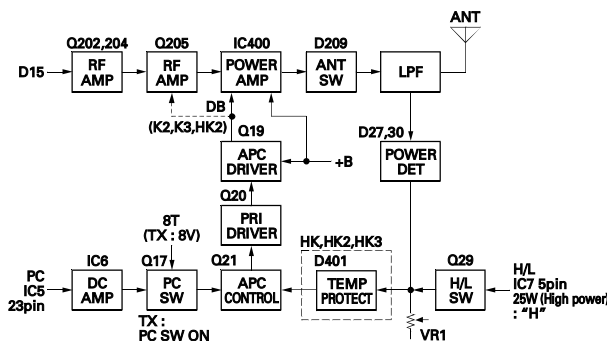 ANT
Q202,204
Q205
IC400
D209
D15
RF
AMP
RF
AMP
POWER
AMP
ANT
SW
LPF
DB
(K2,K3,HK2)
Q19
D27,30
APC
DRIVER
+B
POWER
DET
Q20
8T
(TX : 8V)
PRI
DRIVER
HK,HK2,HK3
PC
IC5
23pin
IC6
DC
AMP
Q17
PC
SW
Q21
APC
CONTROL
D401
TEMP
PROTECT
Q29
H/L
SW
H/L
IC7 5pin
25W (High power)
: "H"
TX :
PC SW ON
VR1